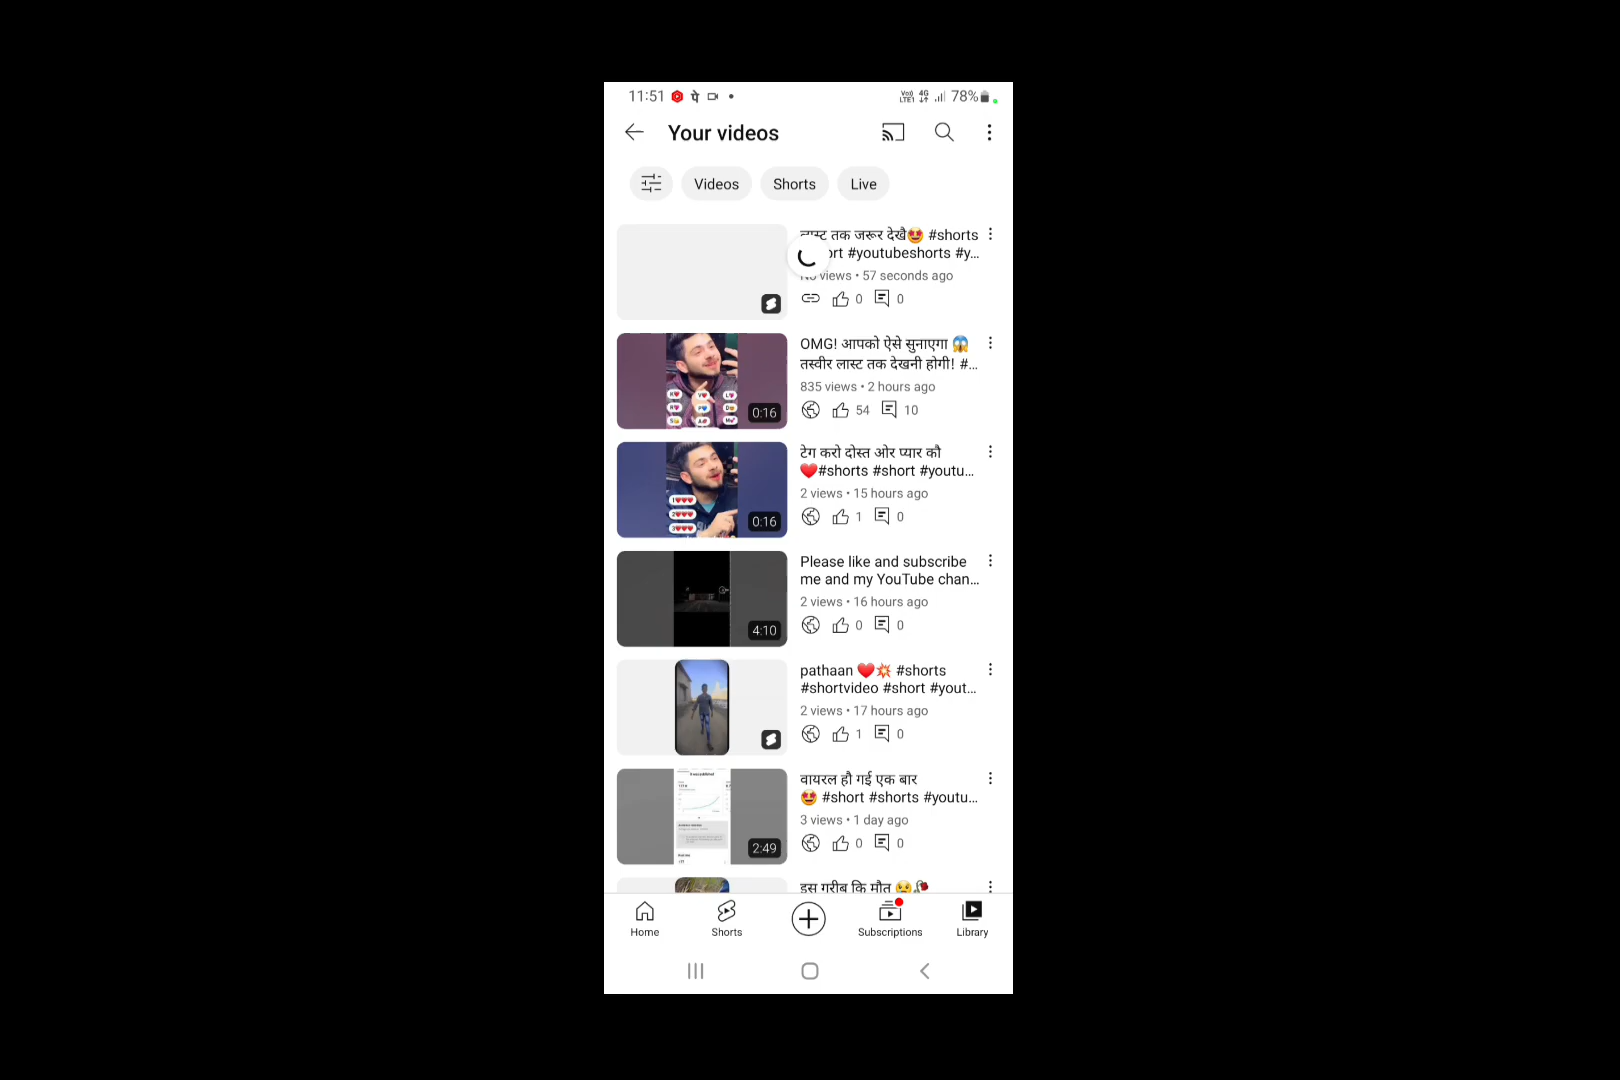 11:51
78%
Your videos
Videos
Shorts
Live
तक जरूर देखै🤩 #shorts
#youtubeshorts #y...
views • 57 seconds ago
0 0
OMG! आपको ऐसे सुनाएगा 😱
तस्वीर लास्ट तक देखनी होगी! #...
835 views • 2 hours ago
54 10
0:16
टेग करो दोस्त ओर प्यार कौ
❤️#shorts #short #youtu...
2 views • 15 hours ago
1 0
0:16
Please like and subscribe
me and my YouTube chan...
2 views • 16 hours ago
0 0
4:10
pathaan ❤️💥 #shorts
#shortvideo #short #yout...
2 views • 17 hours ago
1 0
वायरल हौ गई एक बार
🤩 #short #shorts #youtu...
3 views • 1 day ago
0 0
2:49
इस गरीब कि मौत 😢🥀
Home
Shorts
Subscriptions
Library